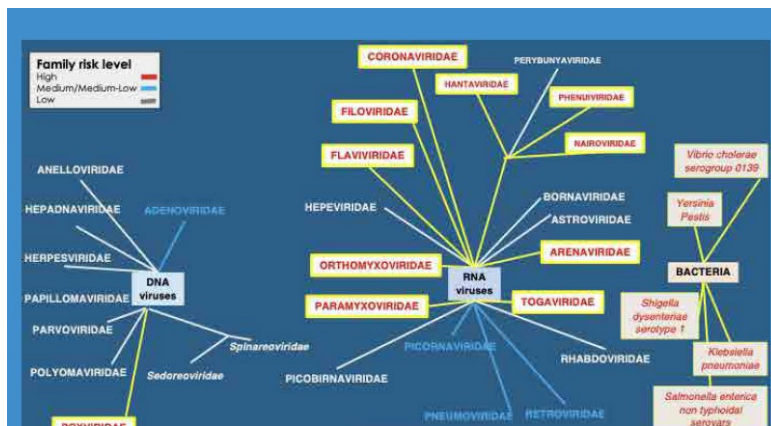 Family risk level
High
Medium/Medium-Low
Low
CORONAVIRIDAE
PERYBUNYAVIRIDAE
HANTAVIRIDAE
PHENUIVIRIDAE
FILOVIRIDAE
NAIROVIRIDAE
FLAVIVIRIDAE
Vibrio cholerae
serogroup 0139
ANELLOVIRIDAE
HEPADNAVIRIDAE
ADENOVIRIDAE
HEPEVIRIDAE
BORNAVIRIDAE
ASTROVIRIDAE
Yersinia
Pestis
HERPESVIRIDAE
ORTHOMYXOVIRIDAE
ARENAVIRIDAE
DNA
viruses
RNA
viruses
BACTERIA
PAPILLOMAVIRIDAE
PARAMYXOVIRIDAE
TOGAVIRIDAE
Shigella
dysenteriae
serotype 1
PARVOVIRIDAE
Spinareoviridae
PICORNAVIRIDAE
RHABDOVIRIDAE
Klebsiella
pneumoniae
POLYOMAVIRIDAE
Sedoreoviridae
PICOBIRNAVIRIDAE
PNEUMOVIRIDAE
RETROVIRIDAE
Salmonella enterica
non typhoidal
serovars
POXVIRIDAE